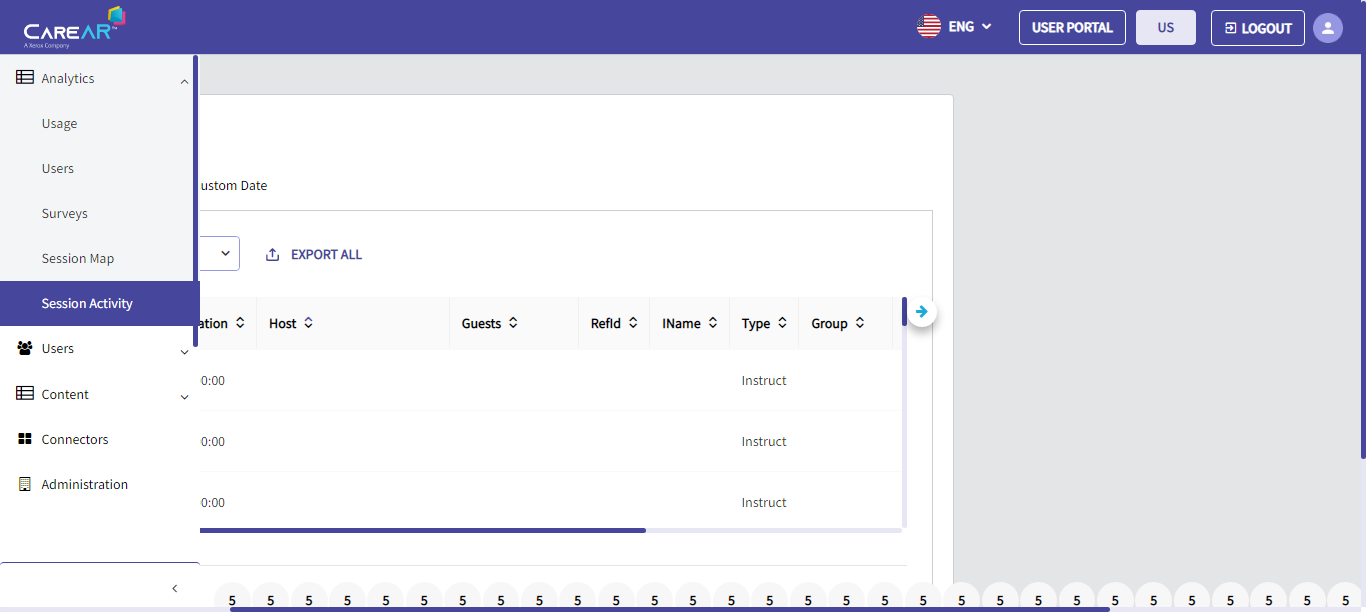 CAREAR™
A Xerox Company
ENG
USER PORTAL
US
LOGOUT
Analytics
Usage
Users
Surveys
Session Map
Session Activity
Users
Content
Connectors
Administration
ustom Date
EXPORT ALL
ation Host Guests RefId IName Type Group
0:00 Instruct
0:00 Instruct
0:00 Instruct
5 5 5 5 5 5 5 5 5 5 5 5 5 5 5 5 5 5 5 5 5 5 5 5 5 5 5 5 5 5